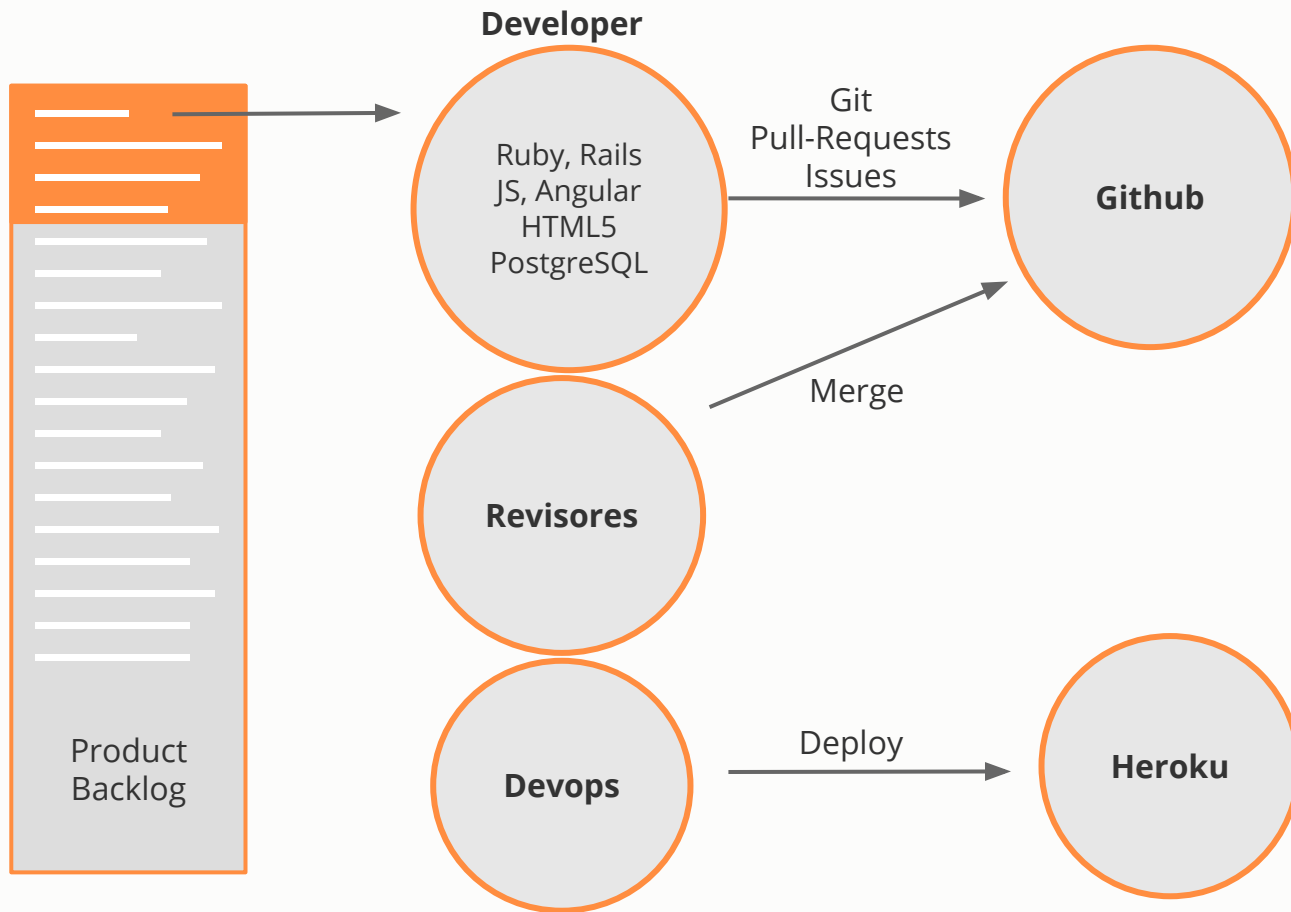 Developer
Ruby, Rails
JS, Angular
HTML5
PostgreSQL
Git
Pull-Requests
Issues
Github
Merge
Revisores
Product
Backlog
Devops
Deploy
Heroku